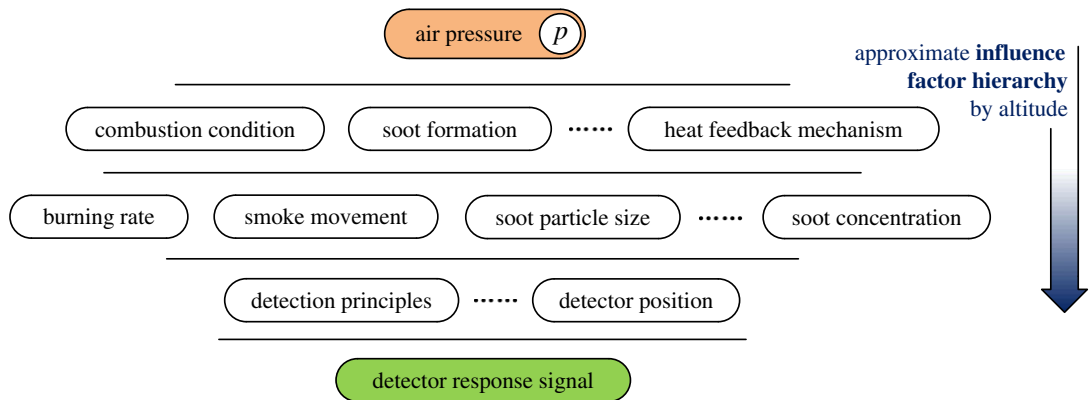 air pressure p
approximate influence
factor hierarchy
by altitude
combustion condition soot formation ······ heat feedback mechanism
burning rate smoke movement soot particle size ······ soot concentration
detection principles ······ detector position
detector response signal